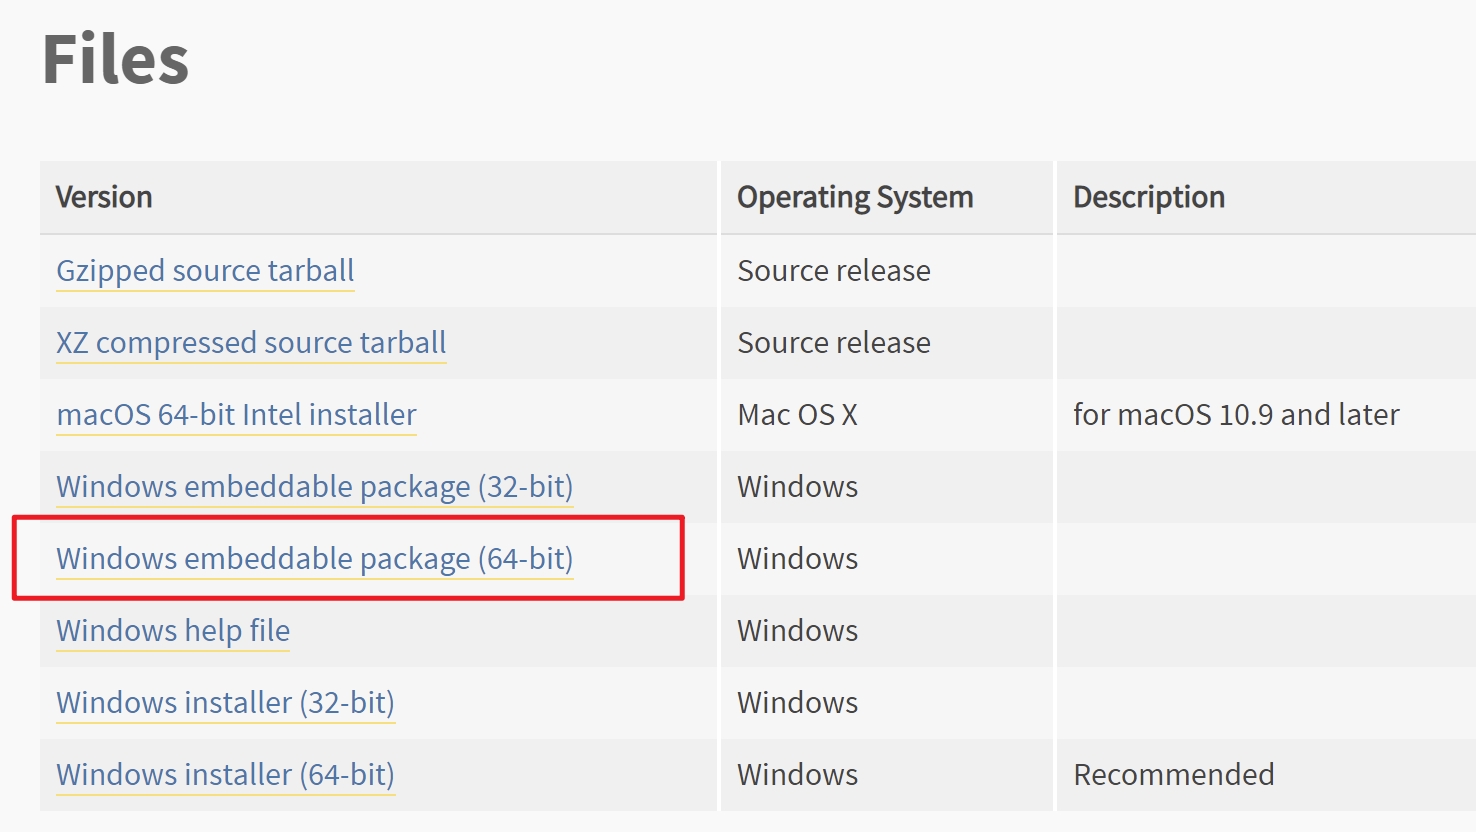 Files
Version Operating System Description
Gzipped source tarball Source release
XZ compressed source tarball Source release
macOS 64-bit Intel installer Mac OS X for macOS 10.9 and later
Windows embeddable package (32-bit) Windows
Windows embeddable package (64-bit) Windows
Windows help file Windows
Windows installer (32-bit) Windows
Windows installer (64-bit) Windows Recommended